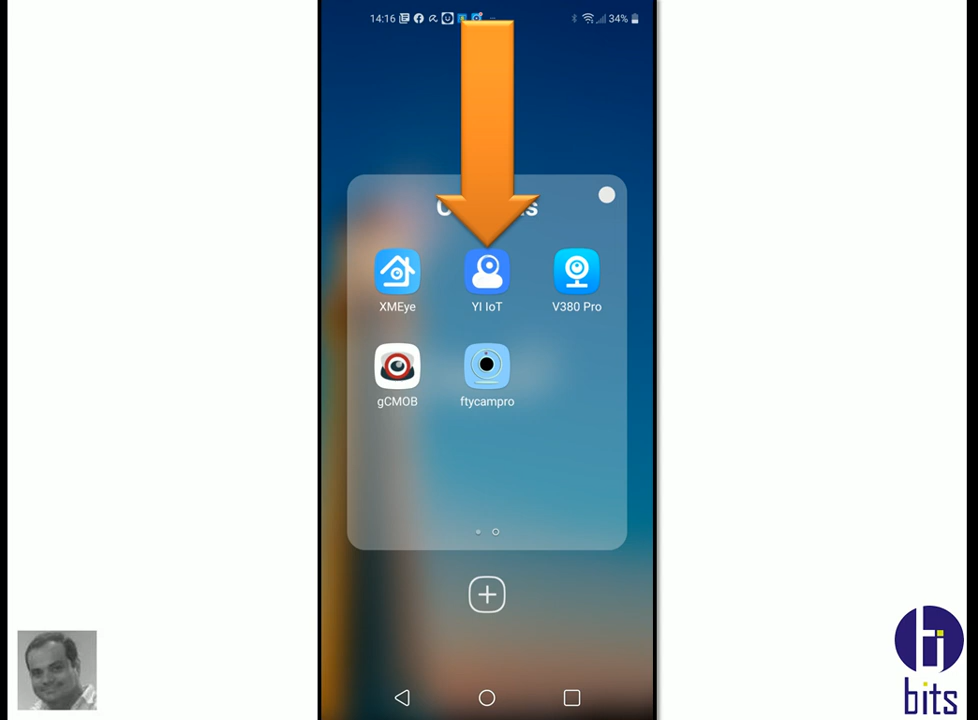 14:16
34%
XMEye
YI IoT
V380 Pro
gCMOB
ftycampro
bits